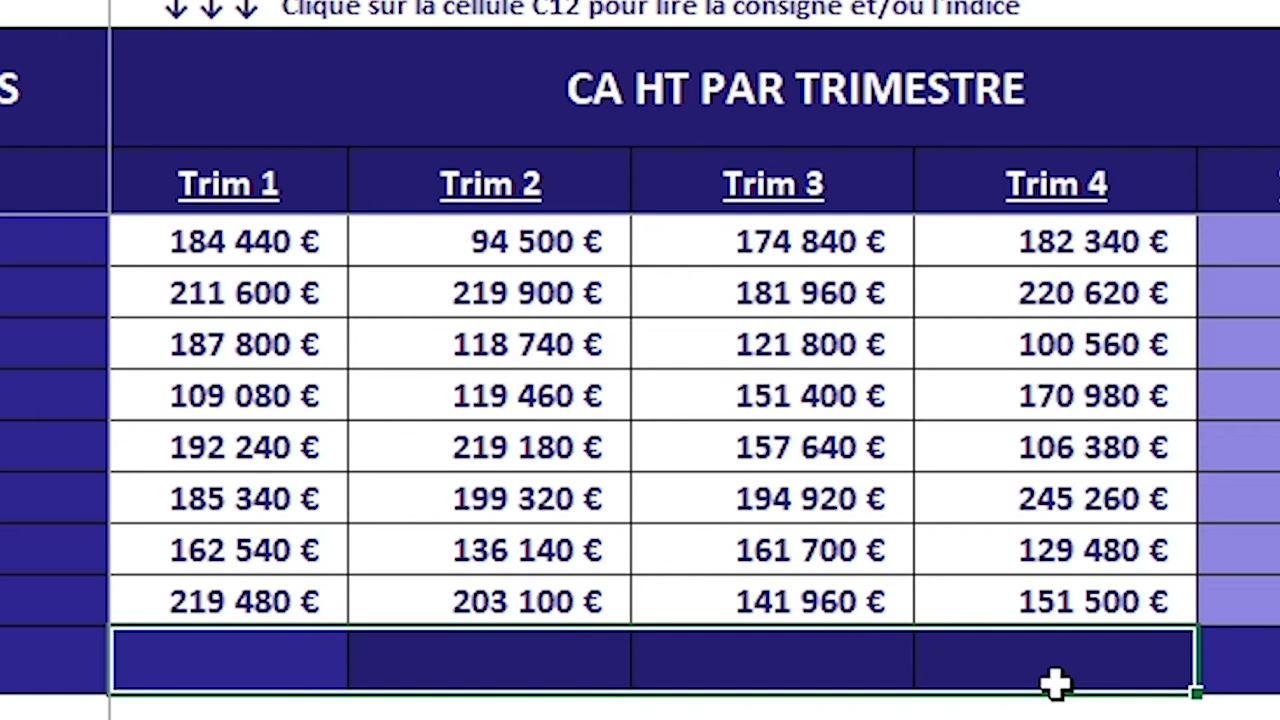 ↓ ↓ ↓ Clique sur la cellule C12 pour lire la consigne et/ou l'indice
S CA HT PAR TRIMESTRE
Trim 1 Trim 2 Trim 3 Trim 4
184 440 € 94 500 € 174 840 € 182 340 €
211 600 € 219 900 € 181 960 € 220 620 €
187 800 € 118 740 € 121 800 € 100 560 €
109 080 € 119 460 € 151 400 € 170 980 €
192 240 € 219 180 € 157 640 € 106 380 €
185 340 € 199 320 € 194 920 € 245 260 €
162 540 € 136 140 € 161 700 € 129 480 €
219 480 € 203 100 € 141 960 € 151 500 €